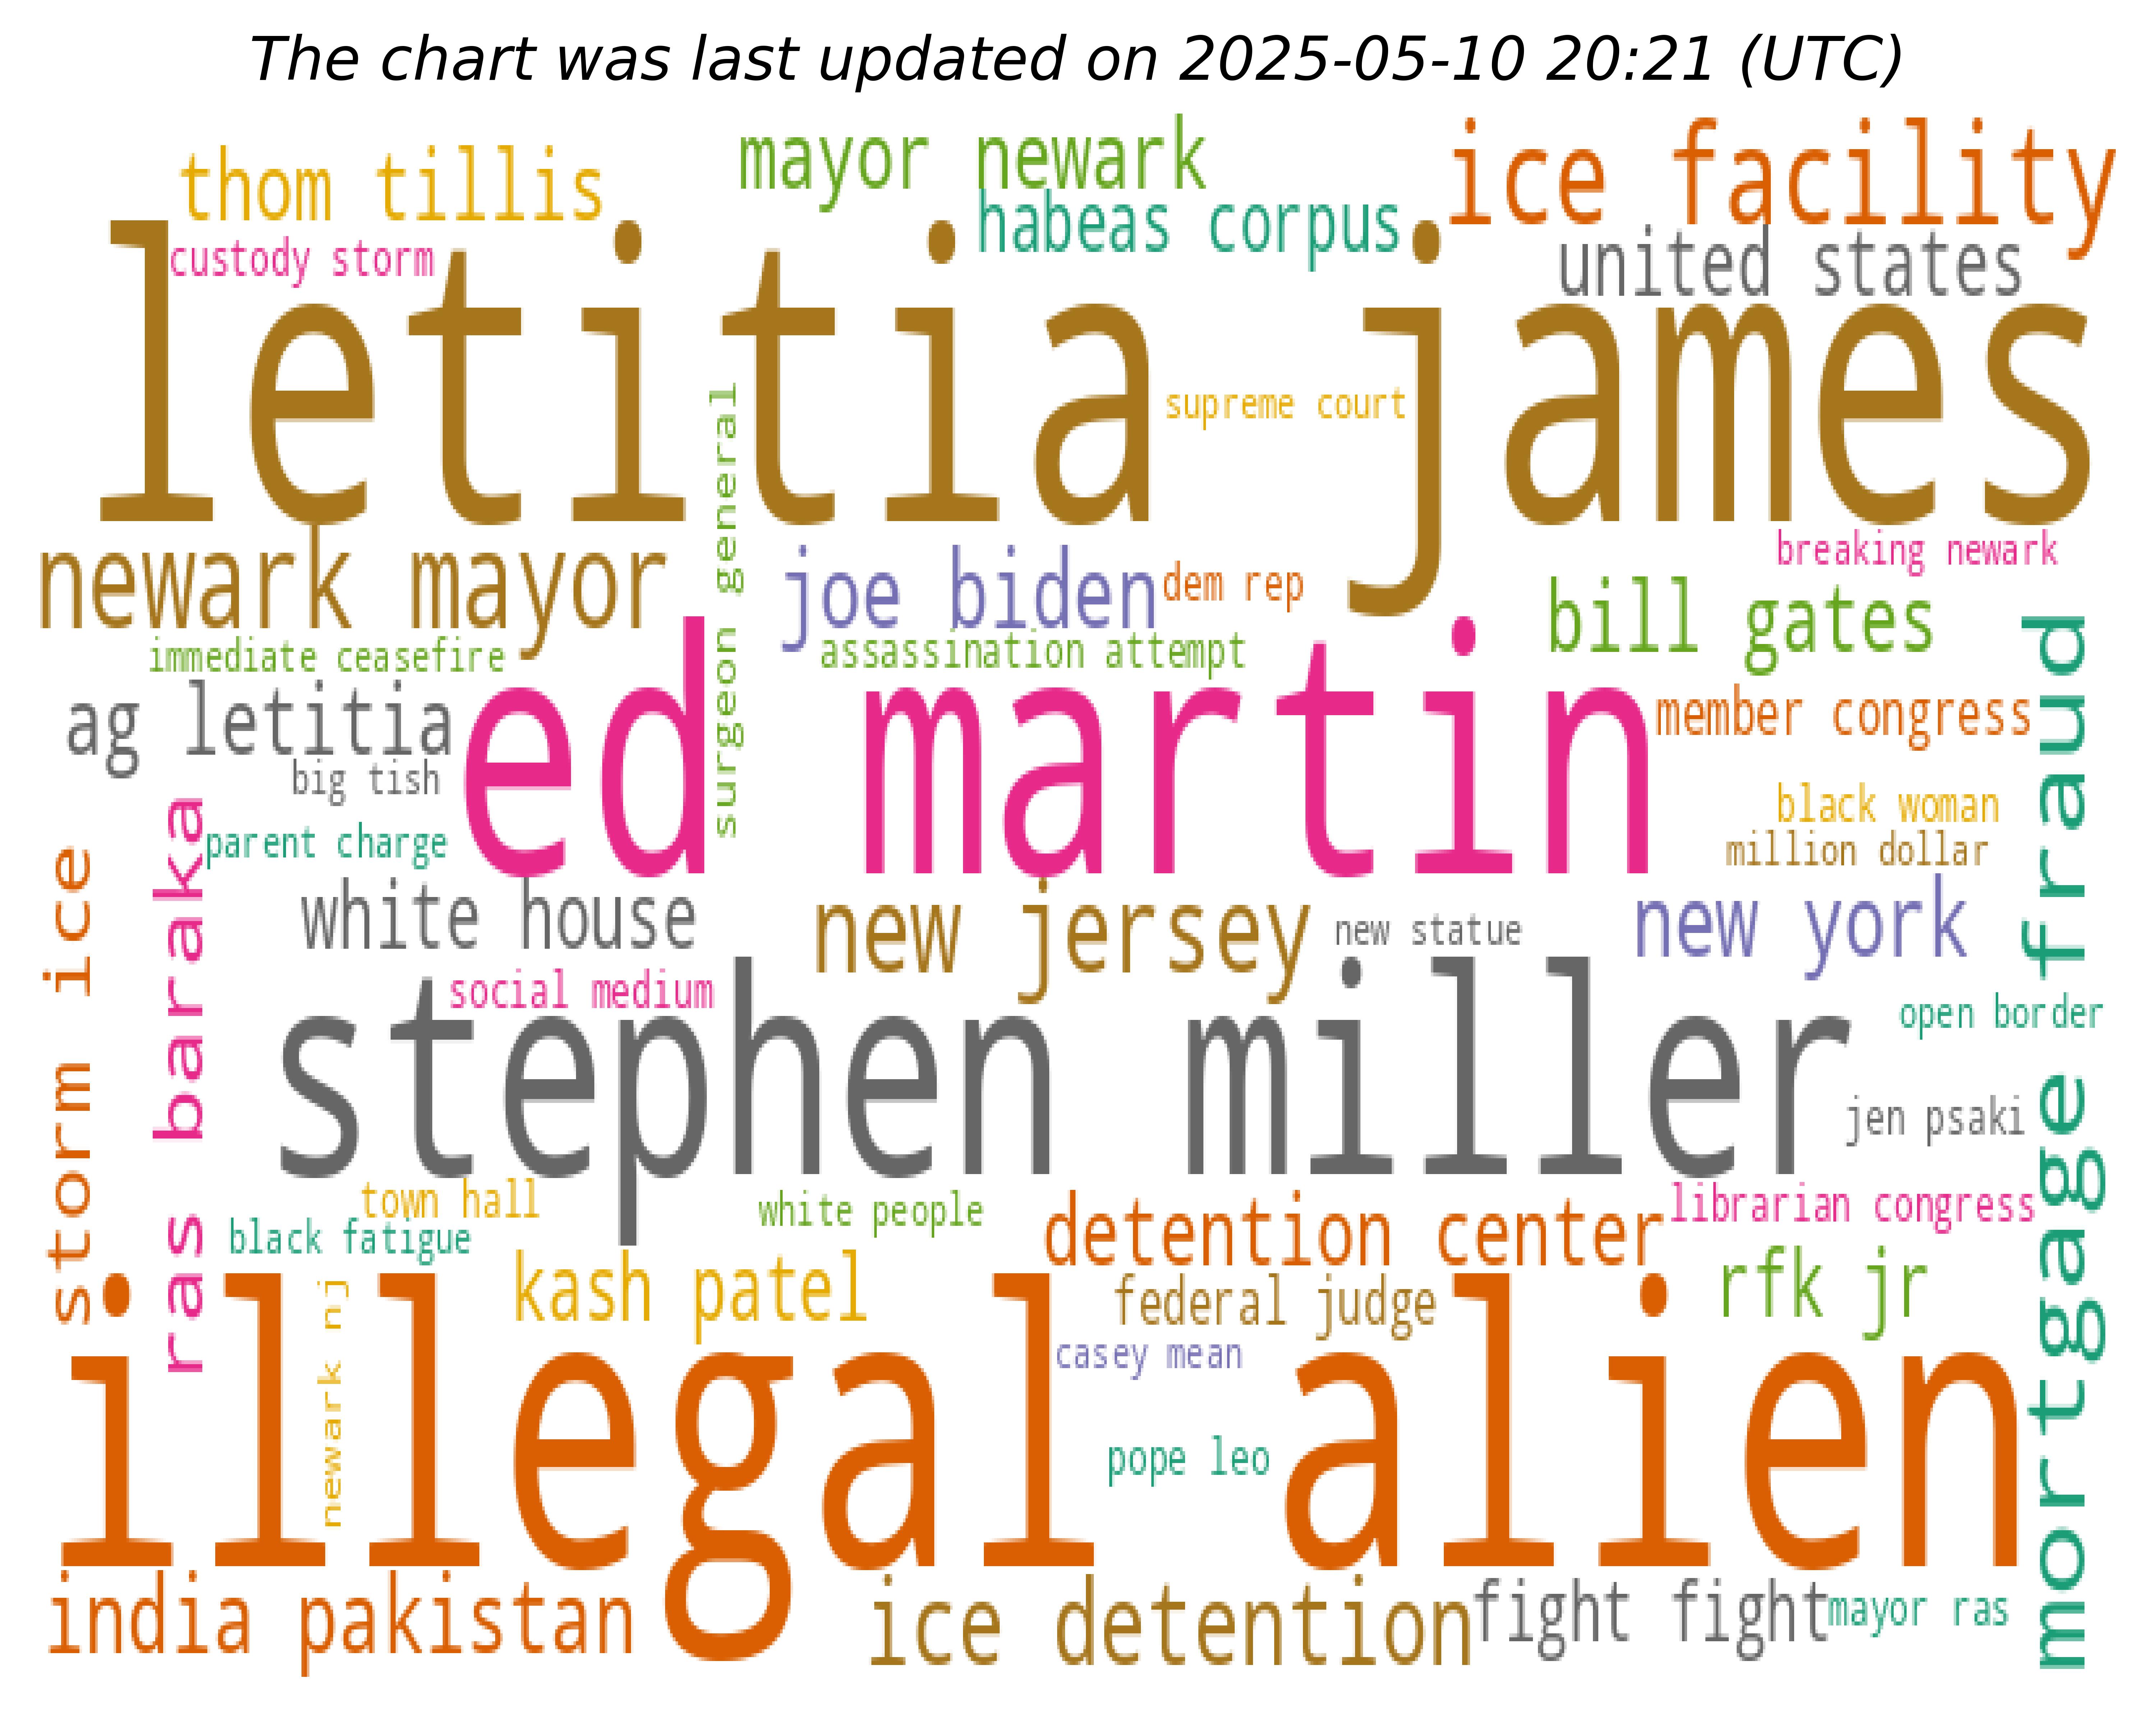 The chart was last updated on 2025-05-10 20:21 (UTC)
thom tillis
mayor newark
ice facility
habeas corpus
custody storm
united states
letitia james
supreme court
surgeon general
newark mayor
joe biden
dem rep
breaking newark
bill gates
immediate ceasefire
assassination attempt
ag letitia
ed martin
member congress
mortgage fraud
big tish
black woman
parent charge
million dollar
storm ice
ras baraka
white house
new jersey
new statue
new york
social medium
stephen miller
open border
jen psaki
town hall
white people
detention center
librarian congress
black fatigue
kash patel
federal judge
rfk jr
newark nj
casey mean
illegal alien
pope leo
india pakistan
ice detention
fight fight
mayor ras